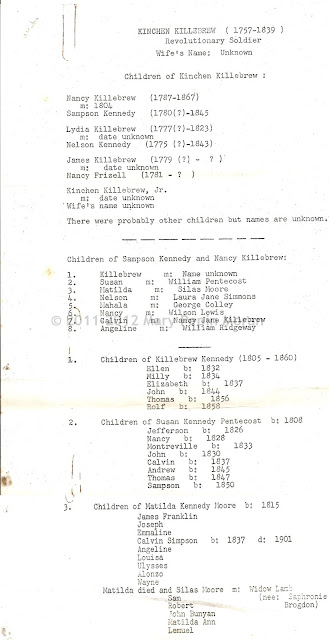 KINCHEN KILLEBREW ( 1757-1839 )
Revolutionary Soldier
Wife's Name: Unknown
Children of Kinchen Killebrew :
Nancy Killebrew (1787-1867)
m: 1804
Sampson Kennedy (1780(?)-1845
Lydia Killebrew (1777(?)-1823)
m: date unknown
Nelson Kennedy (1775 (?)-1843)
James Killebrew (1779 (?) - ? )
m: date unknown
Nancy Frizell (1781 - ? )
Kinchen Killebrew, Jr.
m: date unknown
Wife's name unknown
There were probably other children but names are unknown.
Children of Sampson Kennedy and Nancy Killebrew:
1. Killebrew m: Name unknown
2. Susan m: William Pentecost
3. Matilda m: Silas Moore
4. Nelson m: Laura Jane Simmons
5. Mahala m: George Colley
6. Nancy m: Wilson Lewis
7. Calvin m: Nancy Jane Killebrew
8. Angeline m: William Ridgeway
1. Children of Killebrew Kennedy (1805 - 1860)
Ellen b: 1832
Milly b: 1834
Elizabeth b: 1837
John b: 1844
Thomas b: 1856
Rolf b: 1858
2. Children of Susan Kennedy Pentecost b: 1808
Jefferson b: 1826
Nancy b: 1828
Montreville b: 1833
John b: 1830
Calvin b: 1837
Andrew b: 1845
Thomas b: 1847
Sampson b: 1850
3. Children of Matilda Kennedy Moore b: 1815
James Franklin
Joseph
Emmaline
Calvin Simpson b: 1837 d: 1901
Angeline
Louisa
Ulysses
Alonzo
Wayne
Matilda died and Silas Moore m: Widow Lamb
Sam (nee: Saphronie
Robert Brogdon)
John Bunyan
Matilda Ann
Lemuel